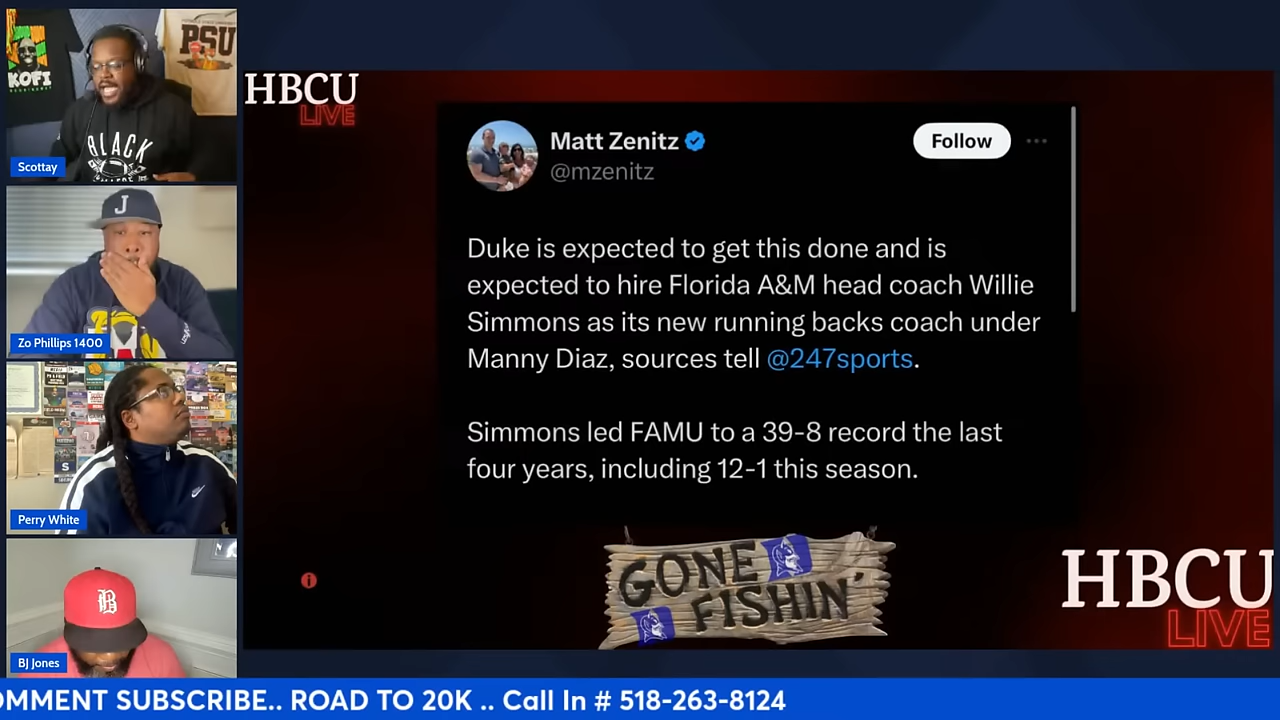 KOFI
PSU
BLACK
Scottay
J
Zo Phillips 1400
S
Perry White
B
BJ Jones
HBCU
LIVE
Matt Zenitz
@mzenitz
Follow
Duke is expected to get this done and is
expected to hire Florida A&M head coach Willie
Simmons as its new running backs coach under
Manny Diaz, sources tell @247sports.
Simmons led FAMU to a 39-8 record the last
four years, including 12-1 this season.
GONE
FISHIN'
HBCU
LIVE
OMMENT SUBSCRIBE.. ROAD TO 20K .. Call In # 518-263-8124